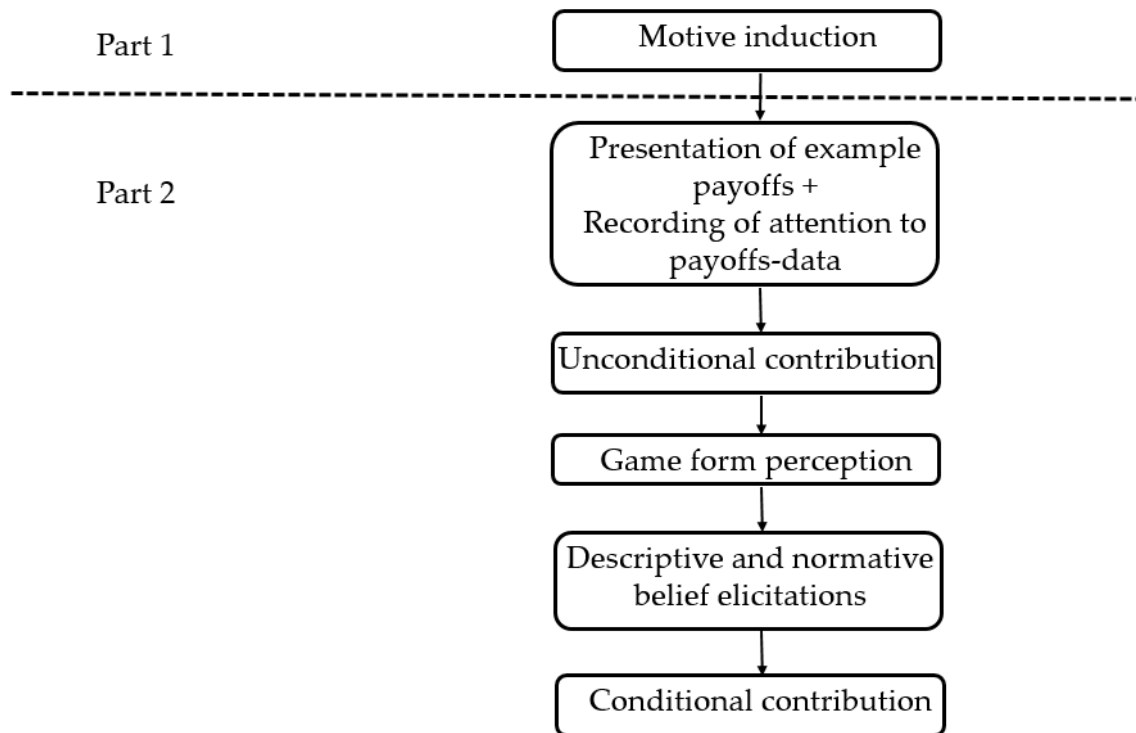 Part 1
Motive induction
Part 2
Presentation of example
payoffs +
Recording of attention to
payoffs-data
Unconditional contribution
Game form perception
Descriptive and normative
belief elicitations
Conditional contribution